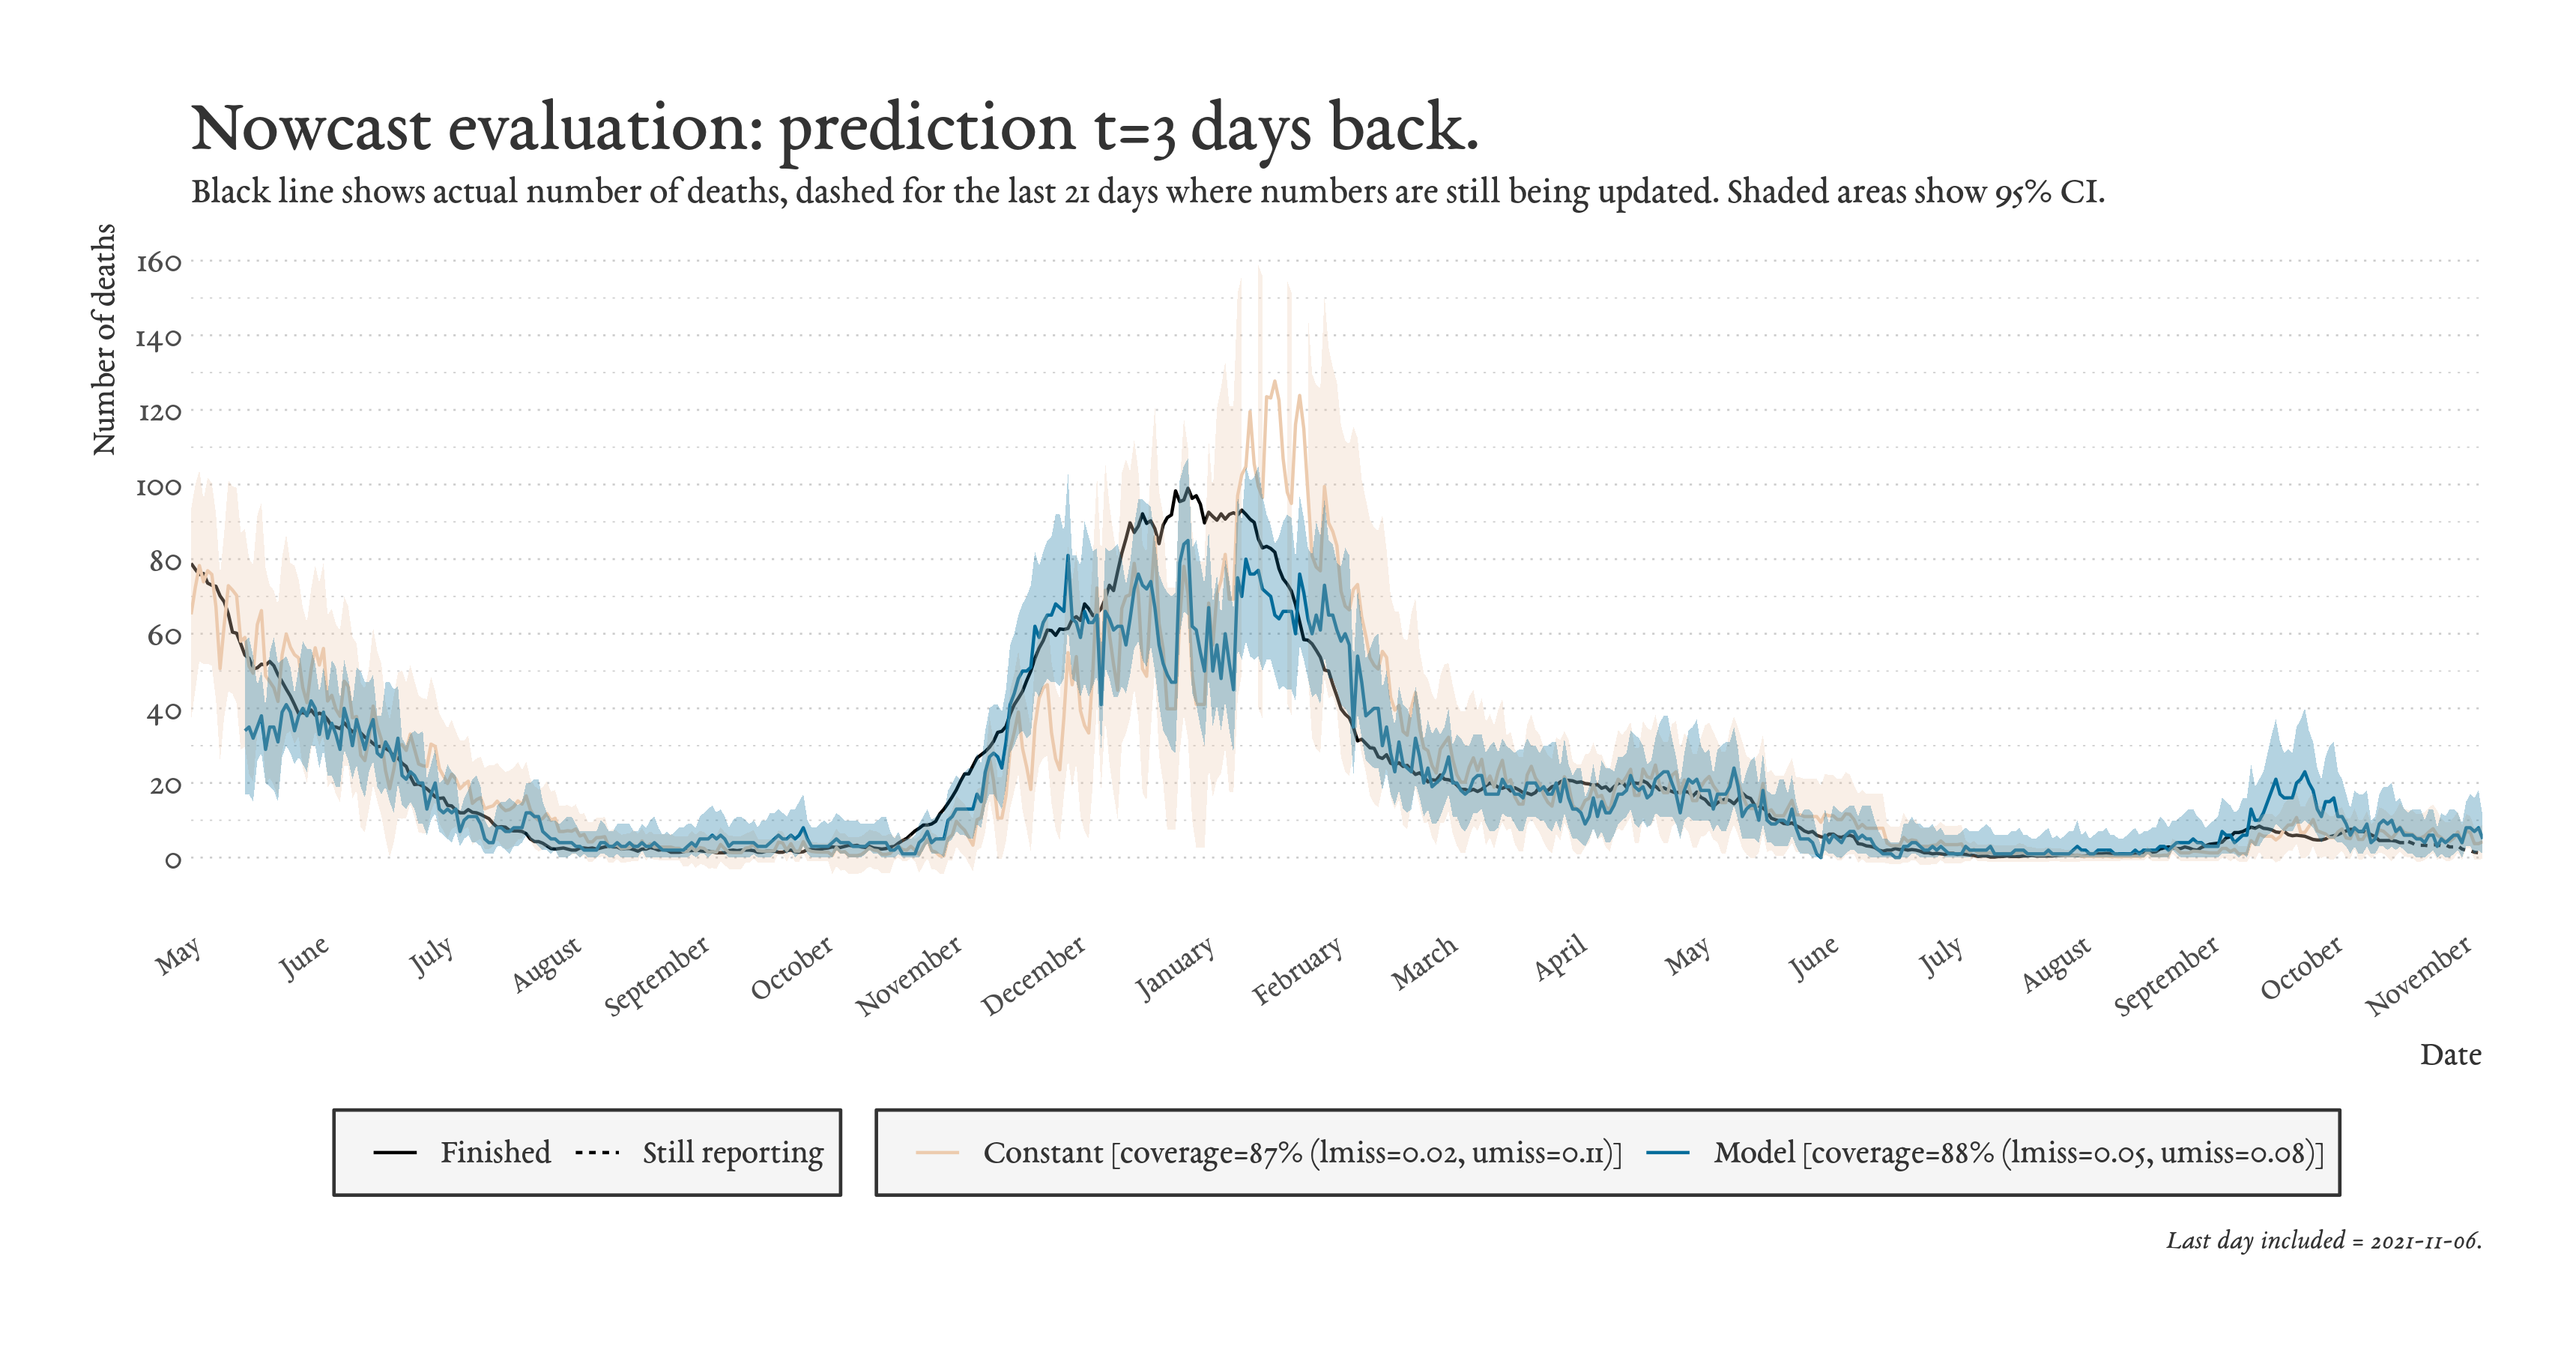 Nowcast evaluation: prediction t=3 days back.
Black line shows actual number of deaths, dashed for the last 21 days where numbers are still being updated. Shaded areas show 95% CI.
Number of deaths
160
140
120
100
80
60
40
20
0
May
June
July
August
September
October
November
December
January
February
March
April
May
June
July
August
September
October
November
Date
Finished
Still reporting
Constant [coverage=87% (lmiss=0.02, umiss=0.11)]
Model [coverage=88% (lmiss=0.05, umiss=0.08)]
Last day included = 2021-11-06.